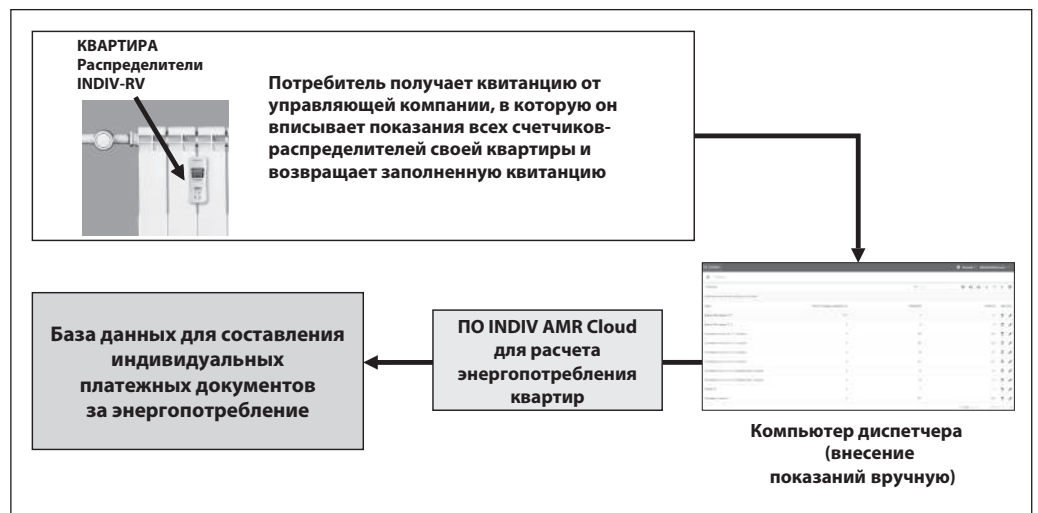 КВАРТИРА
Распределители
INDIV-RV
Потребитель получает квитанцию от
управляющей компании, в которую он
вписывает показания всех счетчиков-
распределителей своей квартиры и
возвращает заполненную квитанцию
База данных для составления
индивидуальных
платежных документов
за энергопотребление
ПО INDIV AMR Cloud
для расчета
энергопотребления
квартир
Компьютер диспетчера
(внесение
показаний вручную)